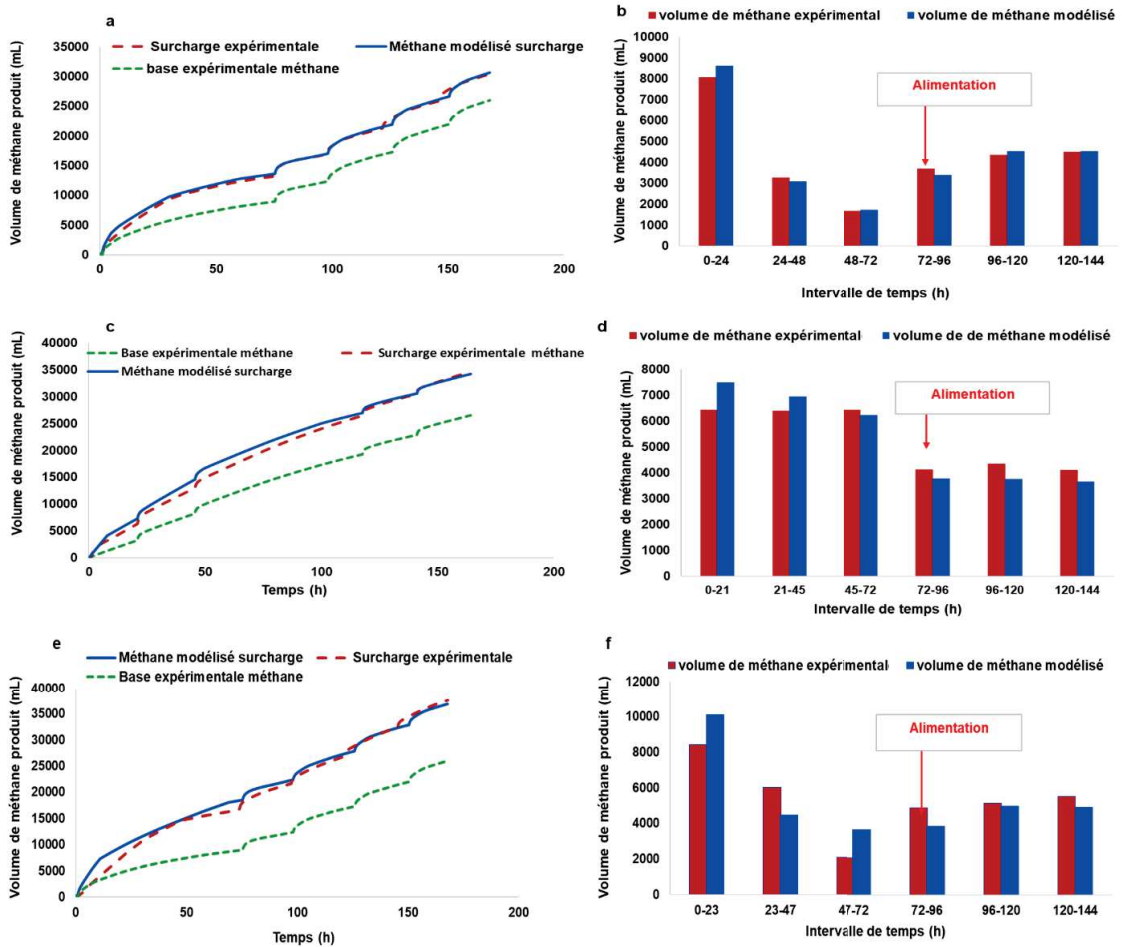 a
Surcharge expérimentale
Méthane modélisé surcharge
base expérimentale méthane
Volume de méthane produit (mL)
35000
30000
25000
20000
15000
10000
5000
0
0
50
100
150
200
b
volume de méthane expérimental
volume de méthane modélisé
Volume de méthane produit (mL)
10000
9000
8000
7000
6000
5000
4000
3000
2000
1000
0
Alimentation
0-24
24-48
48-72
72-96
96-120
120-144
Intervalle de temps (h)
c
Base expérimentale méthane
Surcharge expérimentale méthane
Méthane modélisé surcharge
Volume de méthane produit (mL)
40000
35000
30000
25000
20000
15000
10000
5000
0
0
50
100
150
200
Temps (h)
d
volume de méthane expérimental
volume de de méthane modélisé
Volume de méthane produit (mL)
8000
7000
6000
5000
4000
3000
2000
1000
0
Alimentation
0-21
21-45
45-72
72-96
96-120
120-144
Intervalle de temps (h)
e
Méthane modélisé surcharge
Surcharge expérimentale
Base expérimentale méthane
Volume de méthane produit (mL)
40000
35000
30000
25000
20000
15000
10000
5000
0
0
50
100
150
200
Temps (h)
f
volume de méthane expérimental
volume de méthane modélisé
Volume de méthane produit (mL)
12000
10000
8000
6000
4000
2000
0
Alimentation
0-23
23-47
47-72
72-96
96-120
120-144
Intervalle de temps (h)